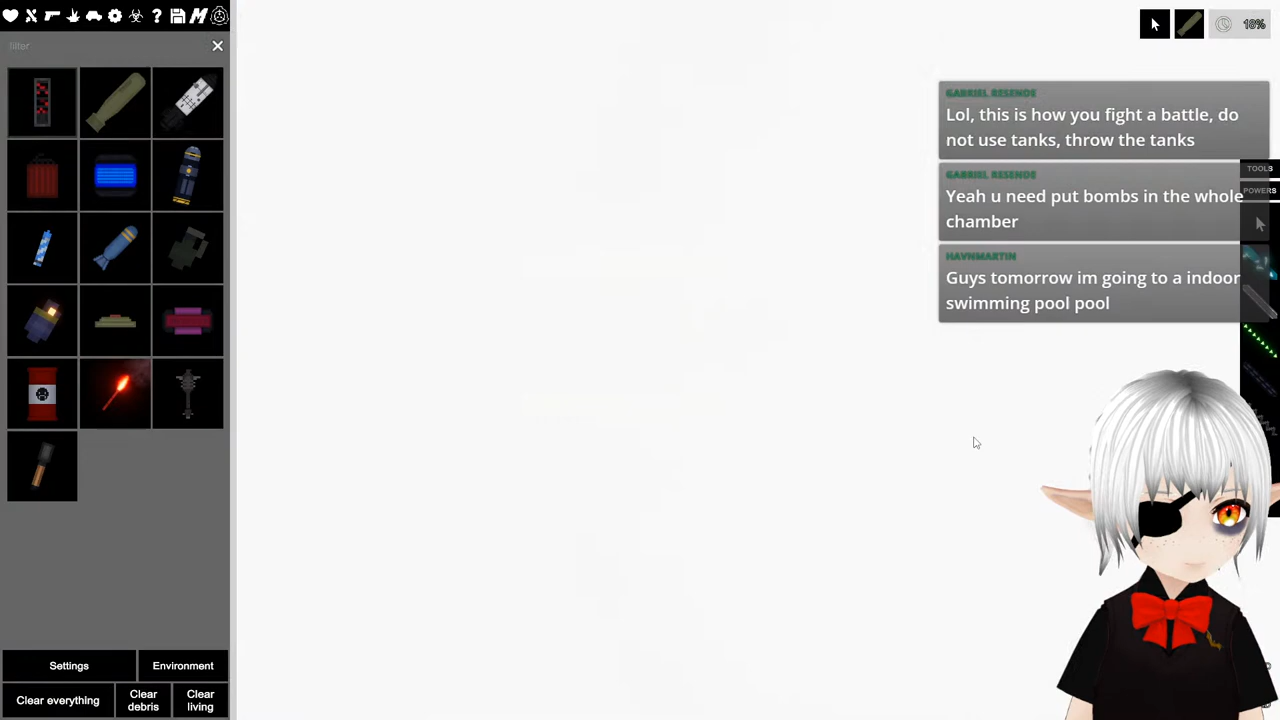 filter
18%
GABRIEL RESENDE
Lol, this is how you fight a battle, do
not use tanks, throw the tanks
GABRIEL RESENDE
Yeah u need put bombs in the whole
chamber
HAVNMARTIN
Guys tomorrow im going to a indoor
swimming pool pool
TOOLS
POWERS
Settings
Environment
Clear everything
Clear
debris
Clear
living